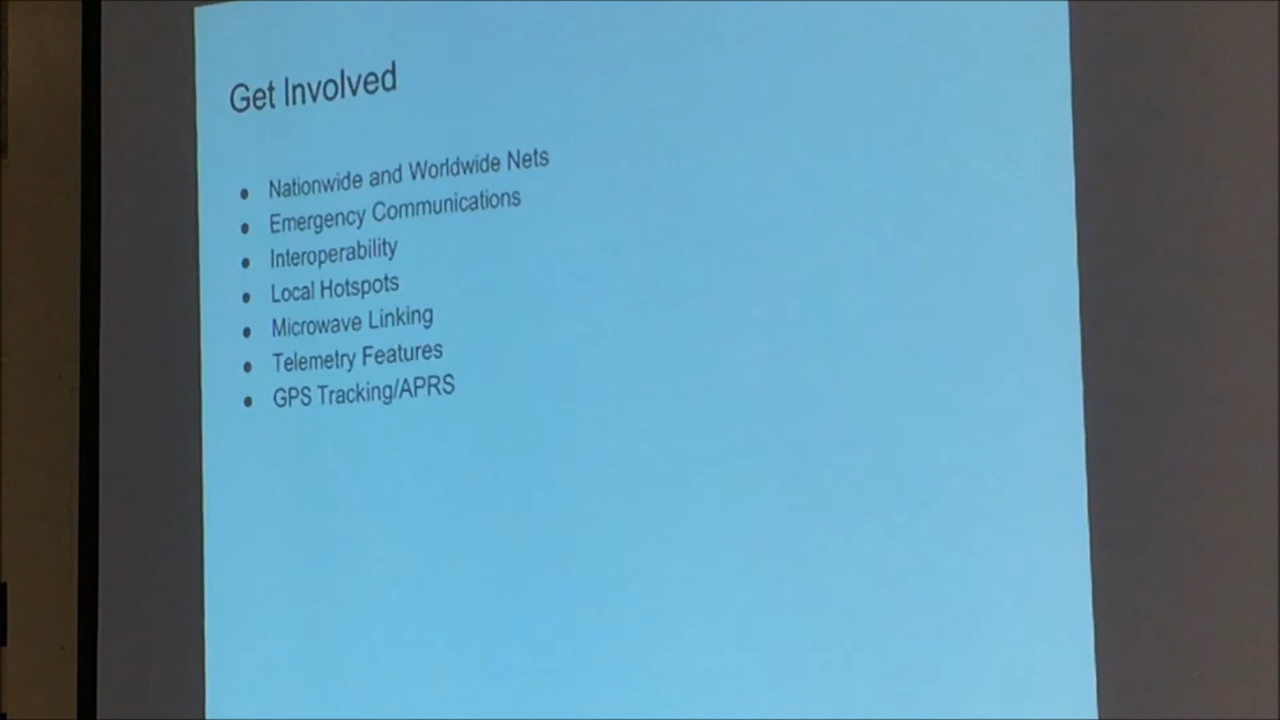 Get Involved
● Nationwide and Worldwide Nets
● Emergency Communications
● Interoperability
● Local Hotspots
● Microwave Linking
● Telemetry Features
● GPS Tracking/APRS